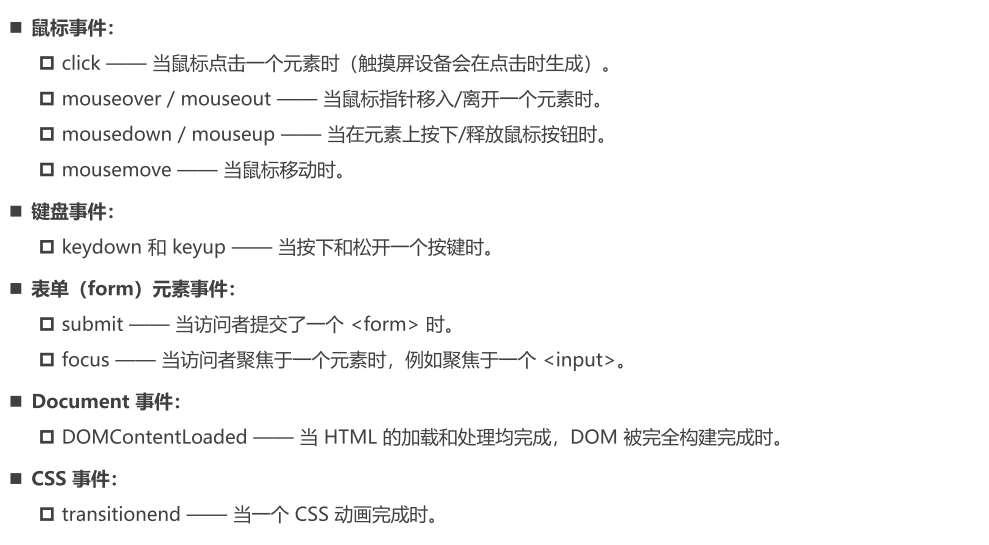 ■ 鼠标事件：
□ click —— 当鼠标点击一个元素时（触摸屏设备会在点击时生成）。
□ mouseover / mouseout —— 当鼠标指针移入/离开一个元素时。
□ mousedown / mouseup —— 当在元素上按下/释放鼠标按钮时。
□ mousemove —— 当鼠标移动时。
■ 键盘事件：
□ keydown 和 keyup —— 当按下和松开一个按键时。
■ 表单（form）元素事件：
□ submit —— 当访问者提交了一个 <form> 时。
□ focus —— 当访问者聚焦于一个元素时，例如聚焦于一个 <input>。
■ Document 事件：
□ DOMContentLoaded —— 当 HTML 的加载和处理均完成，DOM 被完全构建完成时。
■ CSS 事件：
□ transitionend —— 当一个 CSS 动画完成时。